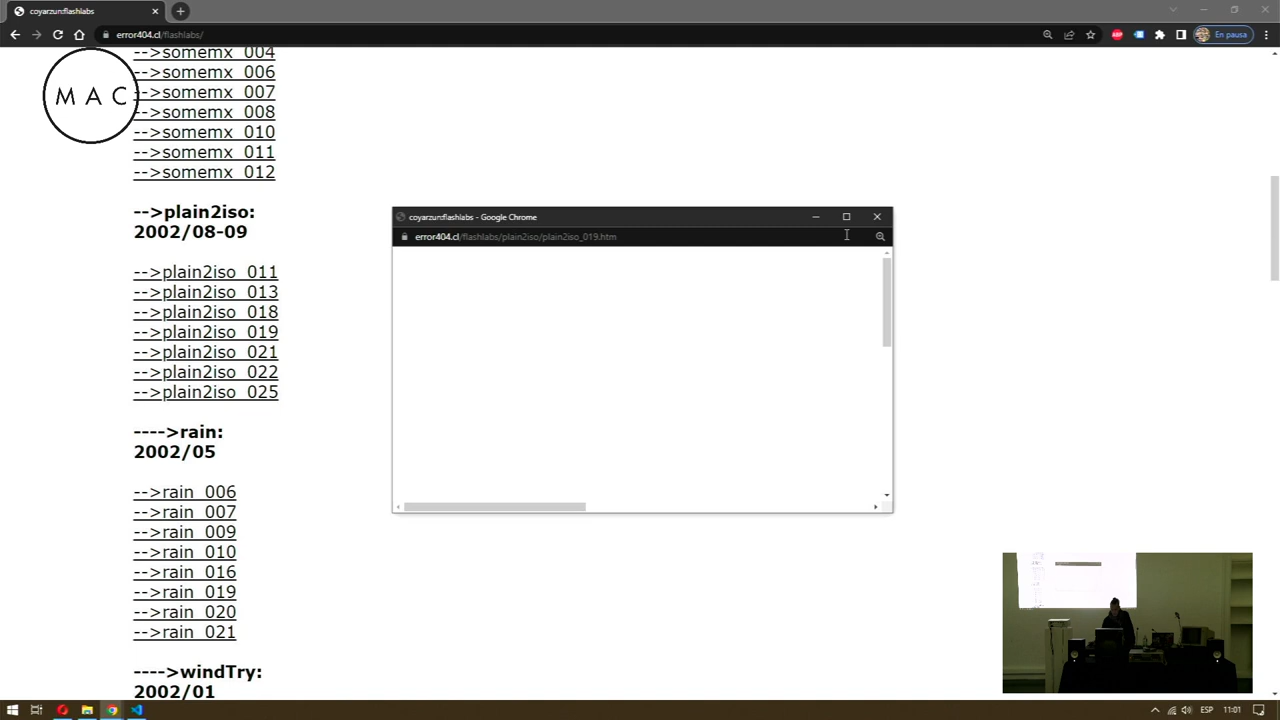 coyarzun:flashlabs
error404.cl/flashlabs/
En pausa
-->somemx_004
-->somemx_006
M A C
-->somemx_007
-->somemx_008
-->somemx_010
-->somemx_011
-->somemx_012
-->plain2iso:
2002/08-09
-->plain2iso_011
-->plain2iso_013
-->plain2iso_018
-->plain2iso_019
-->plain2iso_021
-->plain2iso_022
-->plain2iso_025
---->rain:
2002/05
-->rain_006
-->rain_007
-->rain_009
-->rain_010
-->rain_016
-->rain_019
-->rain_020
-->rain_021
---->windTry:
2002/01
coyarzun:flashlabs - Google Chrome
error404.cl/flashlabs/plain2iso/plain2iso_019.htm
ESP
11:01